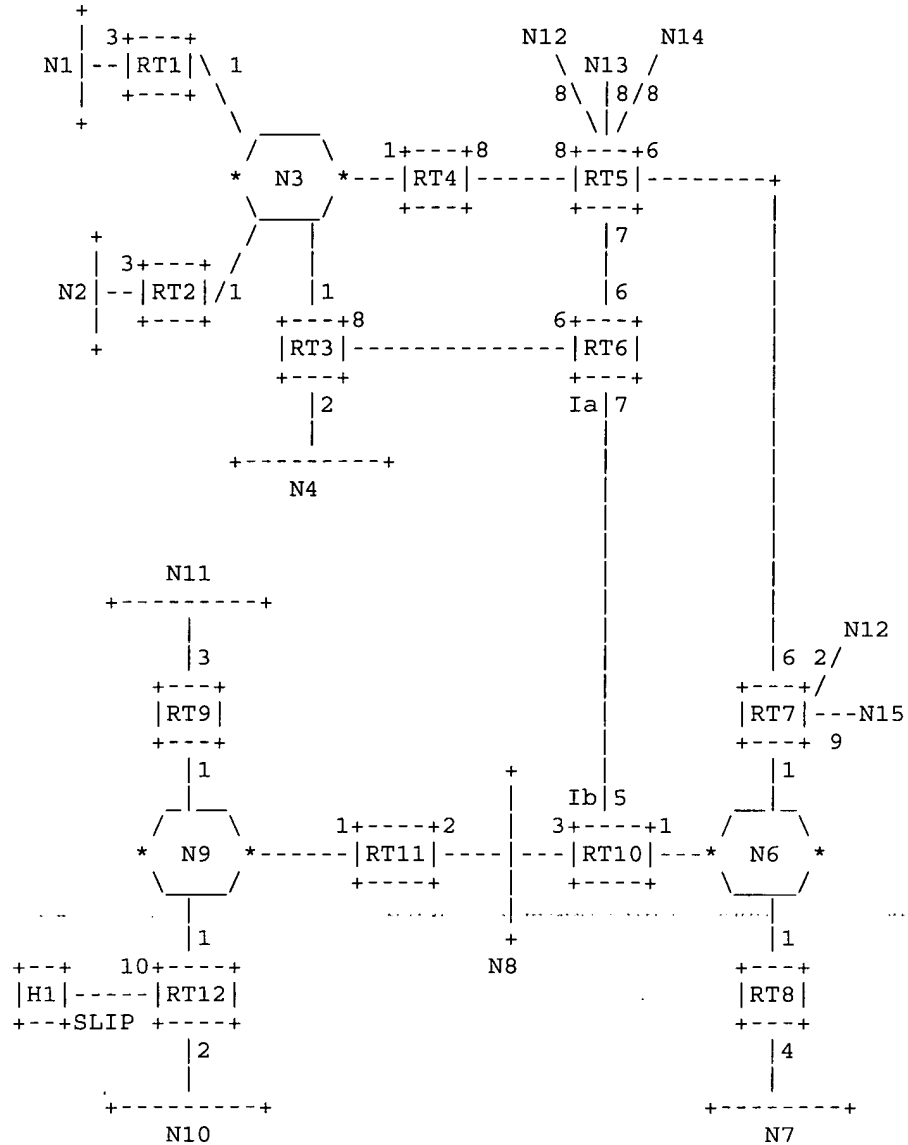 3
N1 RT1 1
N12 N13 N14
8 8 8
N3
1 8 8 6
RT4 RT5
7
3
N2 RT2 1
1 6
8 6
RT3 RT6
2 Ia 7
N4
N11
3
N12
6 2
RT9 RT7 N15
9
1 1
Ib 5
1 2 3 1
N9 RT11 RT10 N6
N8
1 1
10
H1 RT12 RT8
SLIP
2 4
N10 N7